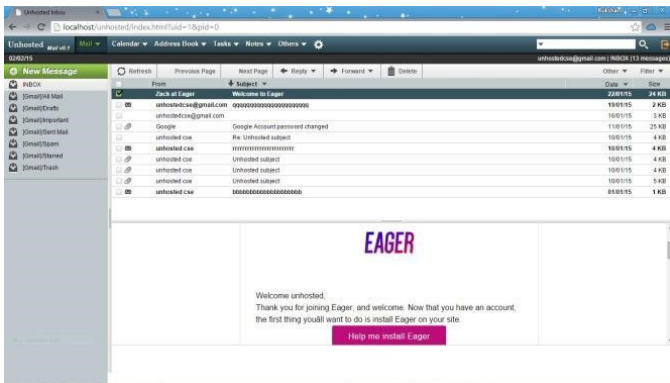 Unhosted Inbox
localhost/unhosted/index.html?uid=1&pid=0
Unhosted Mail v0.1 Mail Calendar Address Book Tasks Notes Others
02/02/15 unhostedcse@gmail.com | INBOX (13 messages)
New Message Refresh Previous Page Next Page Reply Forward Delete Other Filter
INBOX From Subject Date Size
[Gmail]/All Mail Zack at Eager Welcome to Eager 22/01/15 24 KB
[Gmail]/Drafts unhostedcse@gmail.com 19/01/15 2 KB
[Gmail]/Important unhostedcse@gmail.com 16/01/15 3 KB
[Gmail]/Sent Mail Google Google Account password changed 11/01/15 25 KB
[Gmail]/Spam unhosted cse Re: Unhosted subject 10/01/15 4 KB
[Gmail]/Starred unhosted cse 10/01/15 4 KB
[Gmail]/Trash unhosted cse Unhosted subject 10/01/15 4 KB
unhosted cse Unhosted subject 10/01/15 4 KB
unhosted cse Unhosted subject 10/01/15 5 KB
unhosted cse 01/01/15 1 KB
EAGER
Welcome unhosted,
Thank you for joining Eager, and welcome. Now that you have an account,
the first thing youâll want to do is install Eager on your site.
Help me install Eager